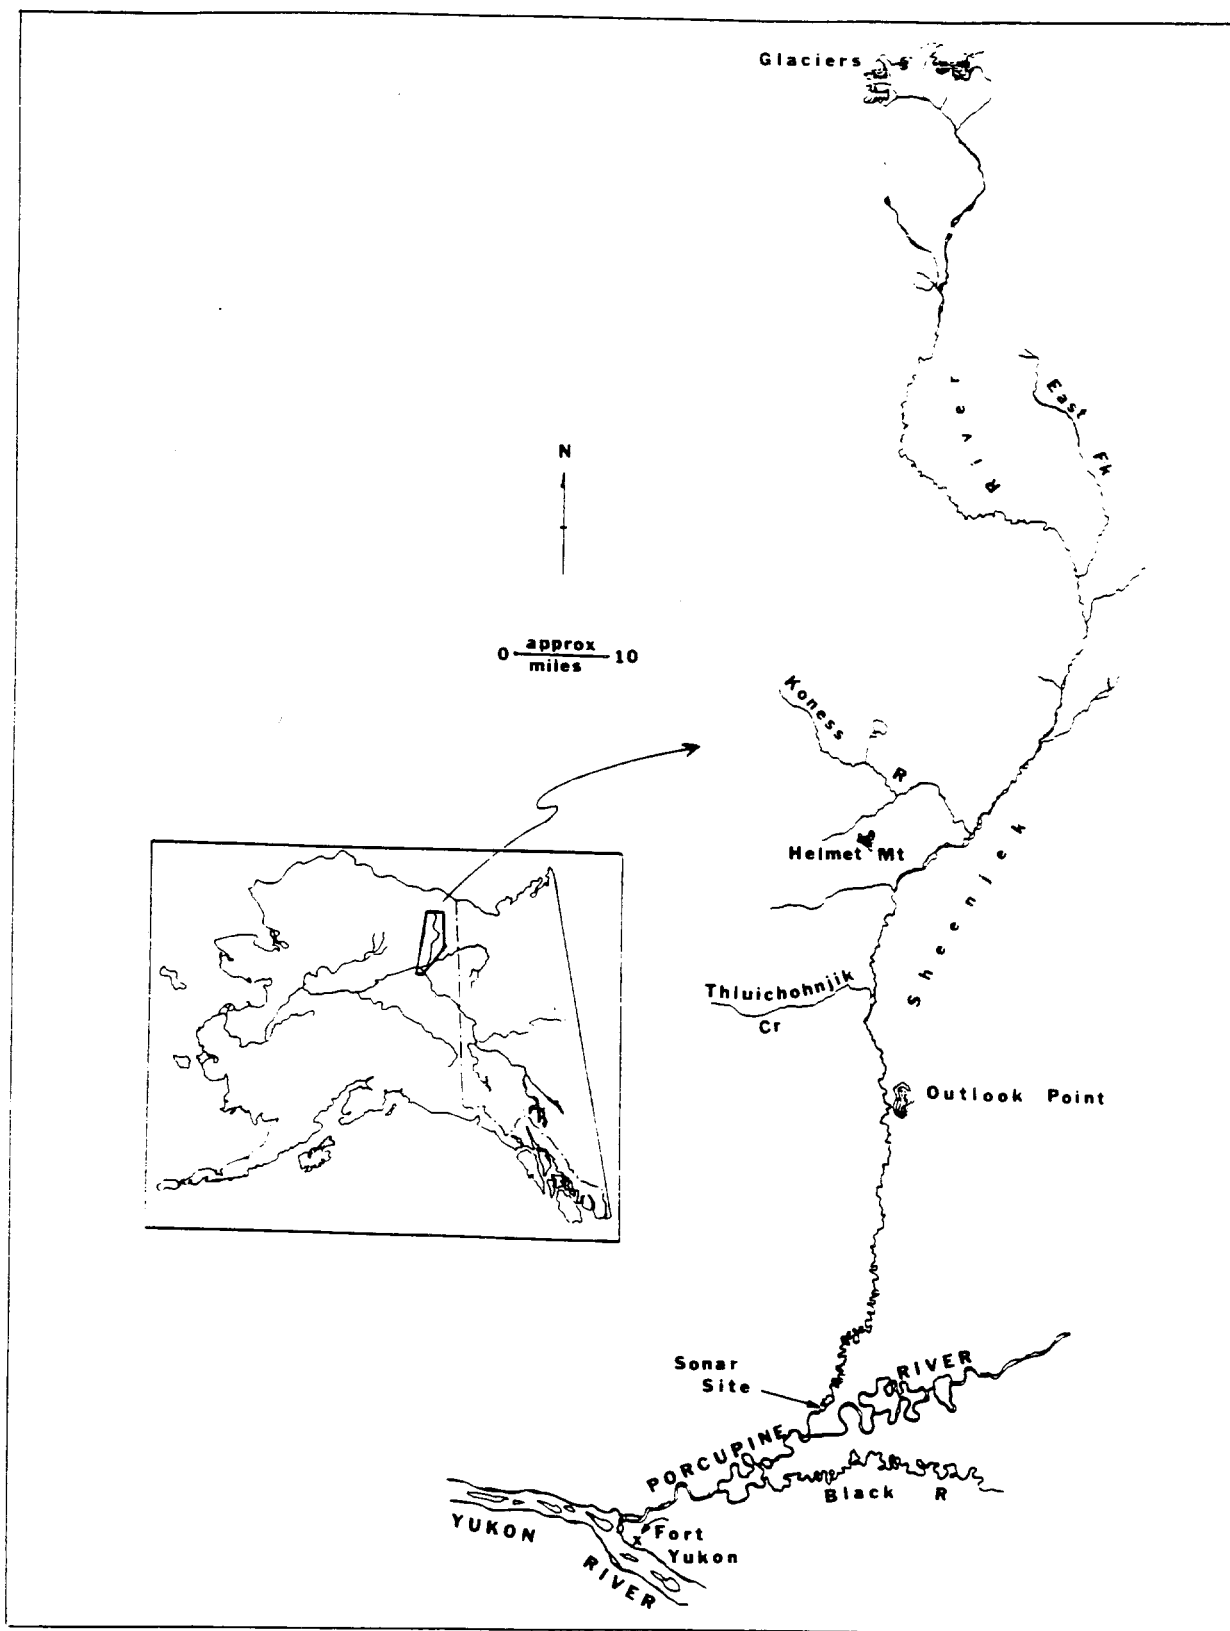 Glaciers
River
East Fk
N
0 approx miles 10
Koness R
Helmet Mt
Sheenjek
Thluichohnjik
Cr
Outlook Point
Sonar
Site
PORCUPINE RIVER
Black R
YUKON RIVER
x Fort
Yukon